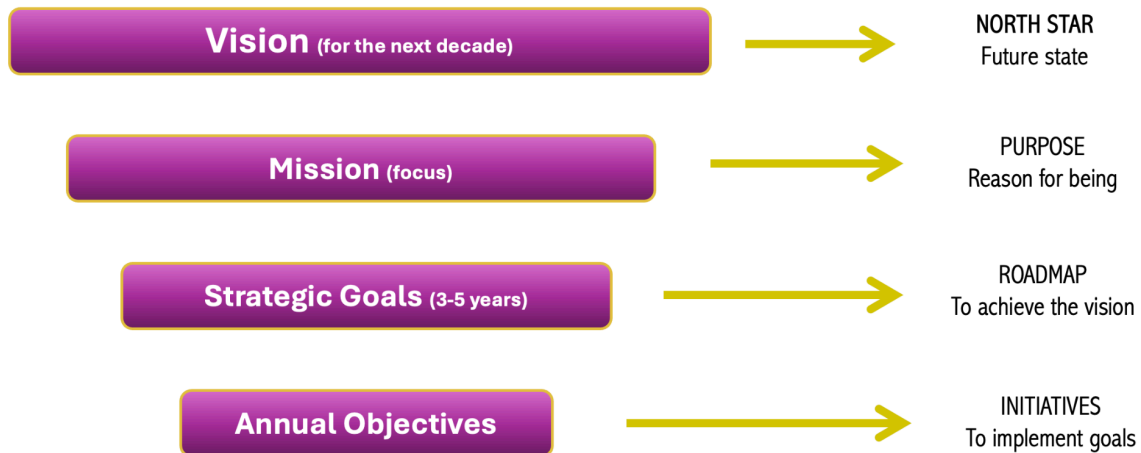 Vision (for the next decade)
NORTH STAR
Future state
Mission (focus)
PURPOSE
Reason for being
Strategic Goals (3-5 years)
ROADMAP
To achieve the vision
Annual Objectives
INITIATIVES
To implement goals